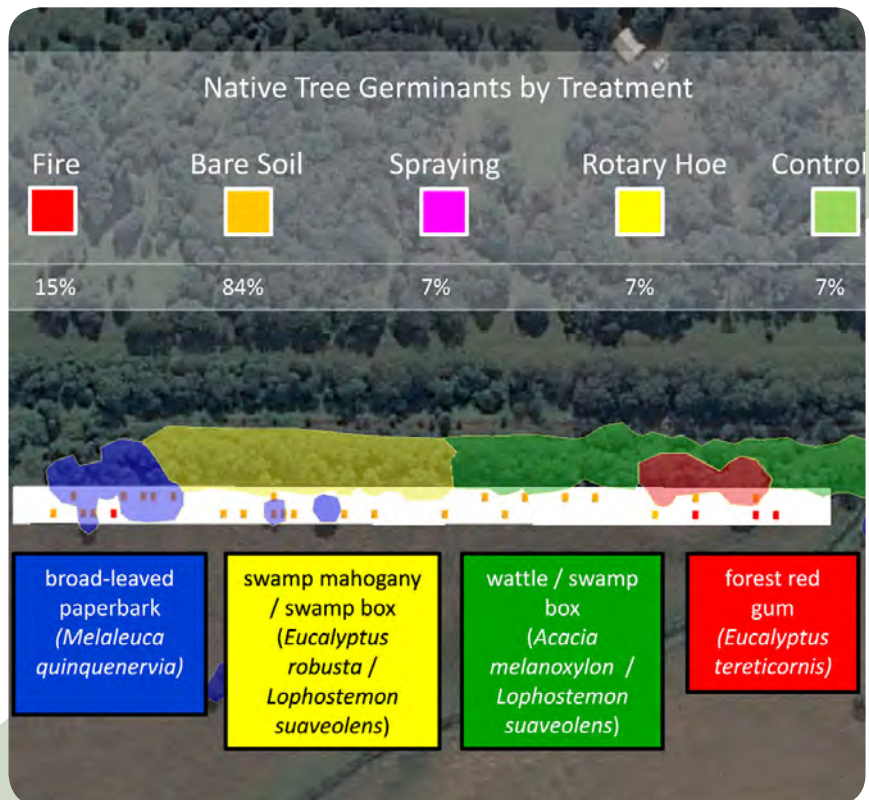 Native Tree Germinants by Treatment
Fire Bare Soil Spraying Rotary Hoe Control
15% 84% 7% 7% 7%
broad-leaved
paperbark
(Melaleuca
quinquenervia)
swamp mahogany
/ swamp box
(Eucalyptus
robusta /
Lophostemon
suaveolens)
wattle / swamp
box
(Acacia
melanoxylon /
Lophostemon
suaveolens)
forest red
gum
(Eucalyptus
tereticornis)